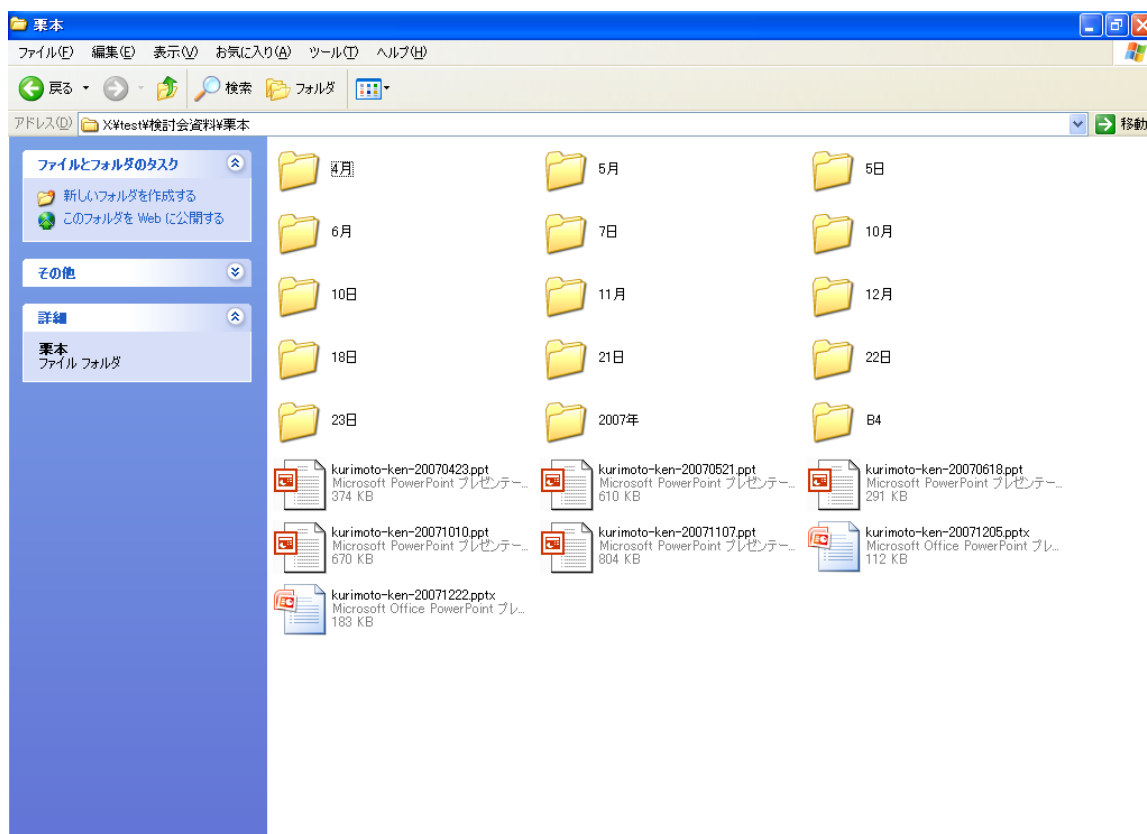 栗本
ファイル(F) 編集(E) 表示(V) お気に入り(A) ツール(T) ヘルプ(H)
戻る 検索 フォルダ
アドレス(D) X¥test¥検討会資料¥栗本 移動
ファイルとフォルダのタスク
新しいフォルダを作成する
このフォルダを Web に公開する
その他
詳細
栗本
ファイル フォルダ
4月 5月 5日
6月 7日 10月
10日 11月 12月
18日 21日 22日
23日 2007年 B4
kurimoto-ken-20070423.ppt kurimoto-ken-20070521.ppt kurimoto-ken-20070618.ppt
Microsoft PowerPoint プレゼンテー... Microsoft PowerPoint プレゼンテー... Microsoft PowerPoint プレゼンテー...
374 KB 610 KB 291 KB
kurimoto-ken-20071010.ppt kurimoto-ken-20071107.ppt kurimoto-ken-20071205.pptx
Microsoft PowerPoint プレゼンテー... Microsoft PowerPoint プレゼンテー... Microsoft Office PowerPoint プレ...
670 KB 804 KB 112 KB
kurimoto-ken-20071222.pptx
Microsoft Office PowerPoint プレ...
183 KB